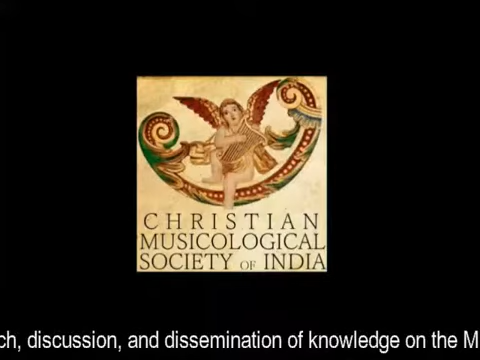 CHRISTIAN
MUSICOLOGICAL
SOCIETY OF INDIA
ch, discussion, and dissemination of knowledge on the M